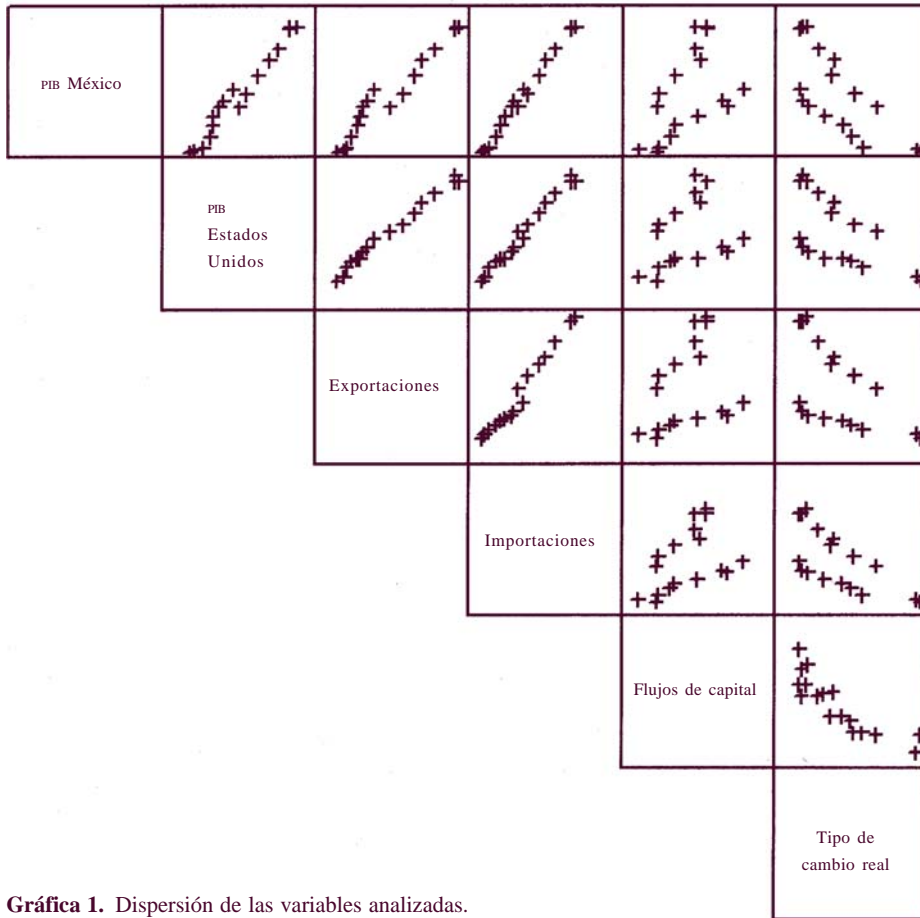 PIB México
PIB
Estados
Unidos
Exportaciones
Importaciones
Flujos de capital
Tipo de
cambio real
Gráfica 1. Dispersión de las variables analizadas.